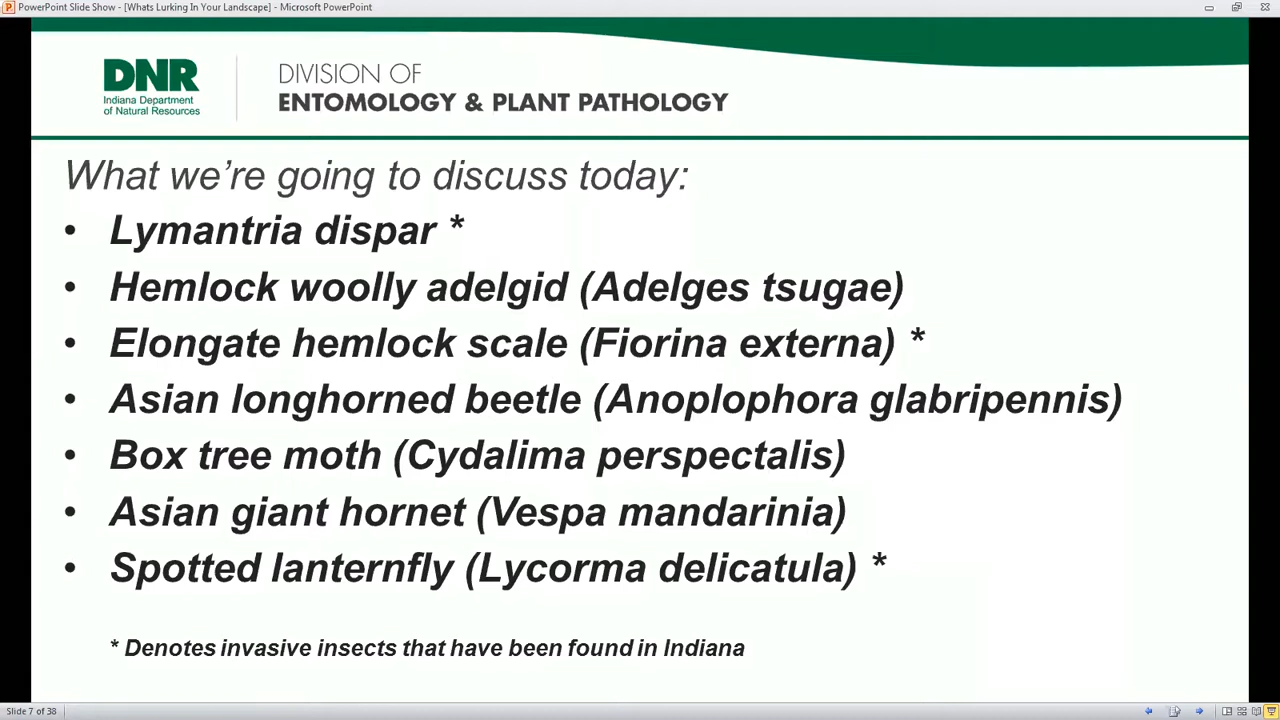 PowerPoint Slide Show - [Whats Lurking In Your Landscape] - Microsoft PowerPoint
DNR
Indiana Department
of Natural Resources
DIVISION OF
ENTOMOLOGY & PLANT PATHOLOGY
What we're going to discuss today:
• Lymantria dispar *
• Hemlock woolly adelgid (Adelges tsugae)
• Elongate hemlock scale (Fiorina externa) *
• Asian longhorned beetle (Anoplophora glabripennis)
• Box tree moth (Cydalima perspectalis)
• Asian giant hornet (Vespa mandarinia)
• Spotted lanternfly (Lycorma delicatula) *
* Denotes invasive insects that have been found in Indiana
Slide 7 of 38